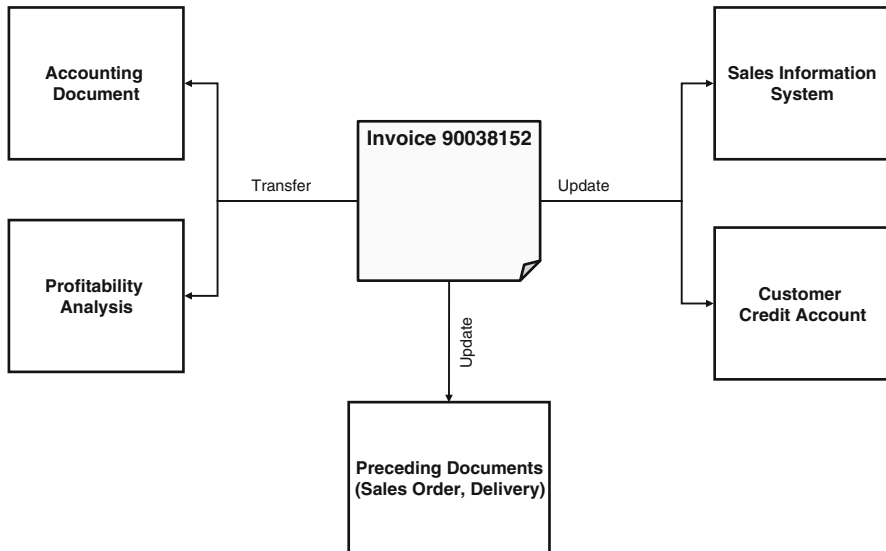 Accounting
Document
Sales Information
System
Invoice 90038152
Transfer
Update
Profitability
Analysis
Customer
Credit Account
Update
Preceding Documents
(Sales Order, Delivery)